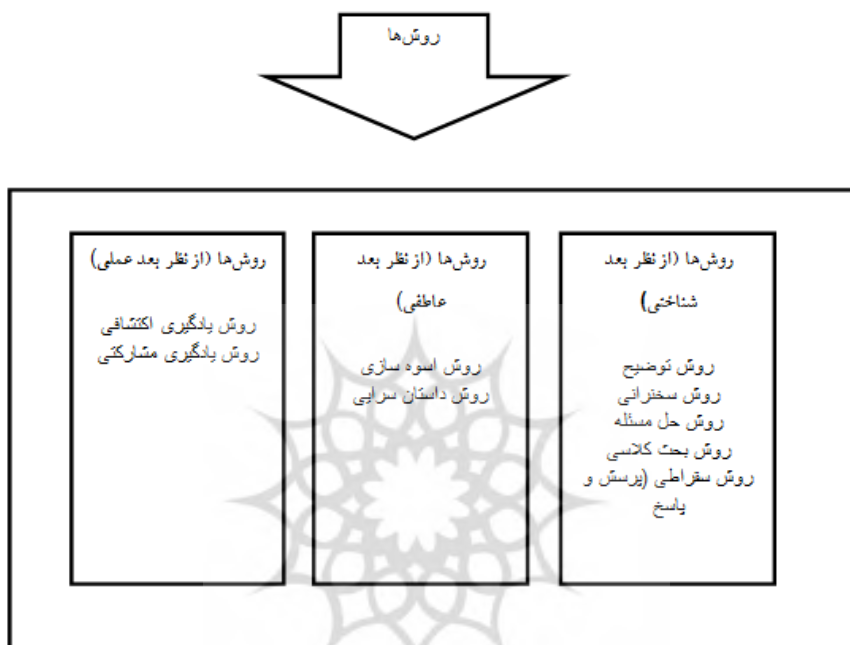 روش‌ها
روش‌ها (از نظر بعد
شناختی)
روش توضیح
روش سخنرانی
روش حل مسئله
روش بحث کلاسی
روش سقراطی (پرسش و
پاسخ
روش‌ها (از نظر بعد
عاطفی)
روش اسوه سازی
روش داستان سرایی
روش‌ها (از نظر بعد عملی)
روش یادگیری اکتشافی
روش یادگیری مشارکتی